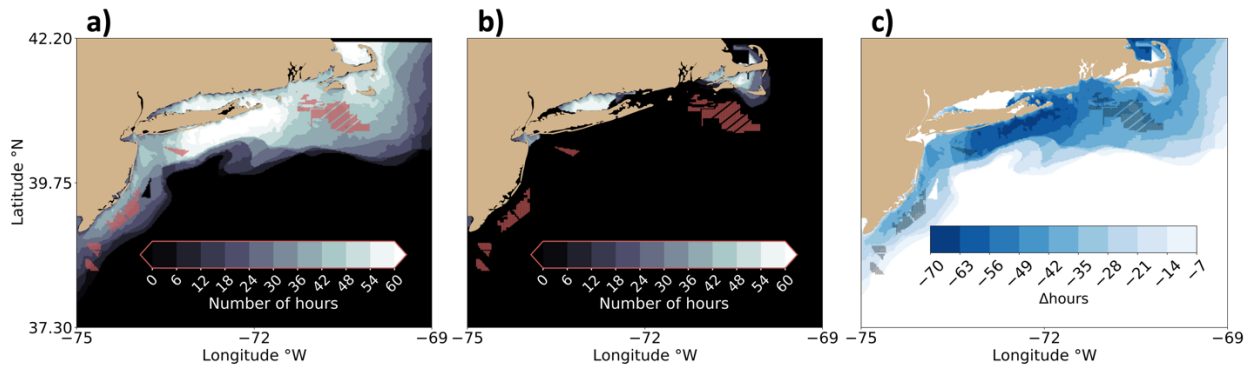 a)
b)
c)
42.20
39.75
37.30
Latitude °N
0 6 12 18 24 30 36 42 48 54 60
Number of hours
0 6 12 18 24 30 36 42 48 54 60
Number of hours
−70 −63 −56 −49 −42 −35 −28 −21 −14 −7
Δhours
−75 −72 −69
−75 −72 −69
−75 −72 −69
Longitude °W
Longitude °W
Longitude °W